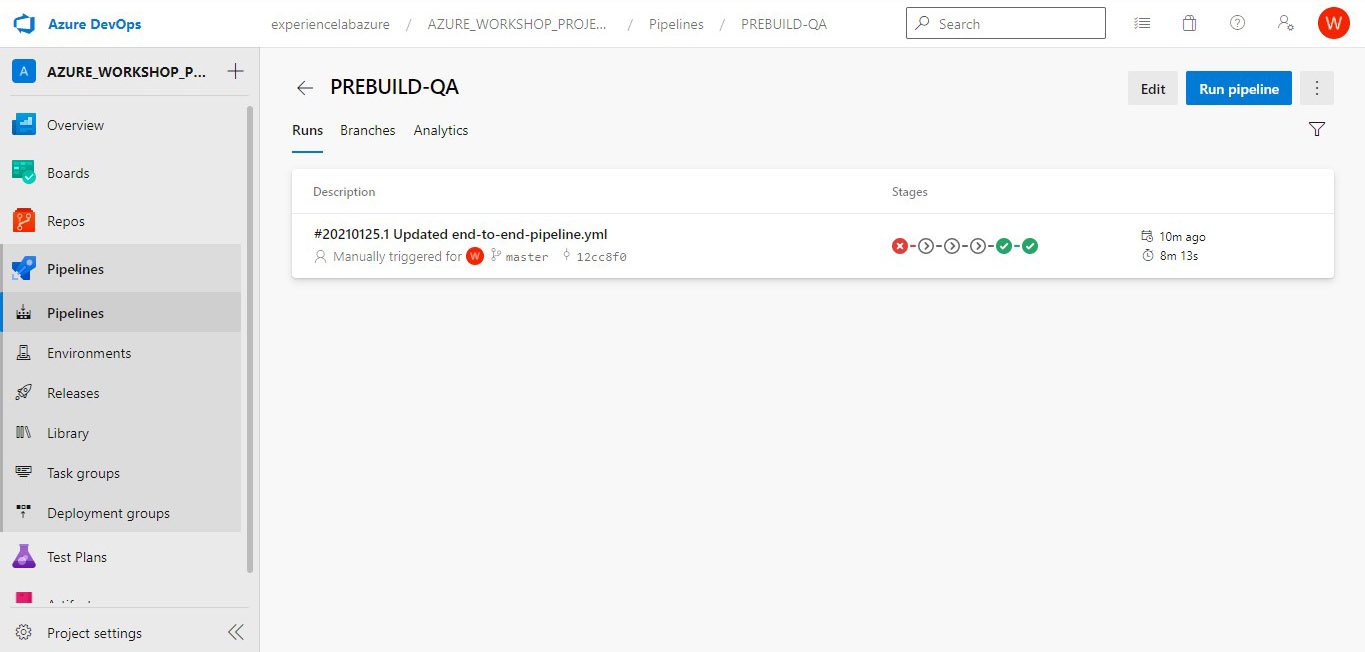 Azure DevOps
experiencelabazure / AZURE_WORKSHOP_PROJE... / Pipelines / PREBUILD-QA
Search
W
A
AZURE_WORKSHOP_P...
PREBUILD-QA
Edit
Run pipeline
Overview
Boards
Repos
Pipelines
Pipelines
Environments
Releases
Library
Task groups
Deployment groups
Test Plans
Project settings
Runs
Branches
Analytics
Description
Stages
#20210125.1 Updated end-to-end-pipeline.yml
Manually triggered for W master 12cc8f0
10m ago
8m 13s